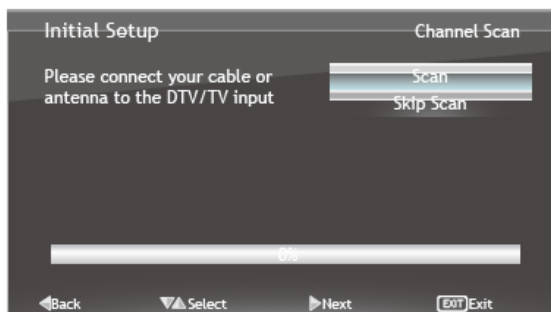 Initial Setup
Channel Scan
Please connect your cable or
antenna to the DTV/TV input
Scan
Skip Scan
0%
Back Select Next EXIT Exit